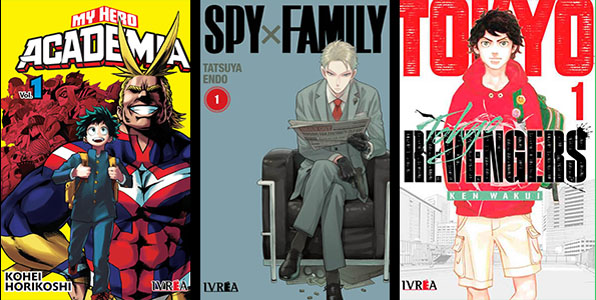 MY HERO
ACADEMIA
Vol. 1
KOHEI
HORIKOSHI
IVREA
SPY×FAMILY
TATSUYA
ENDO
1
IVREA
TOKYO
1
Tokyo
REVENGERS
KEN WAKUI
IVREA